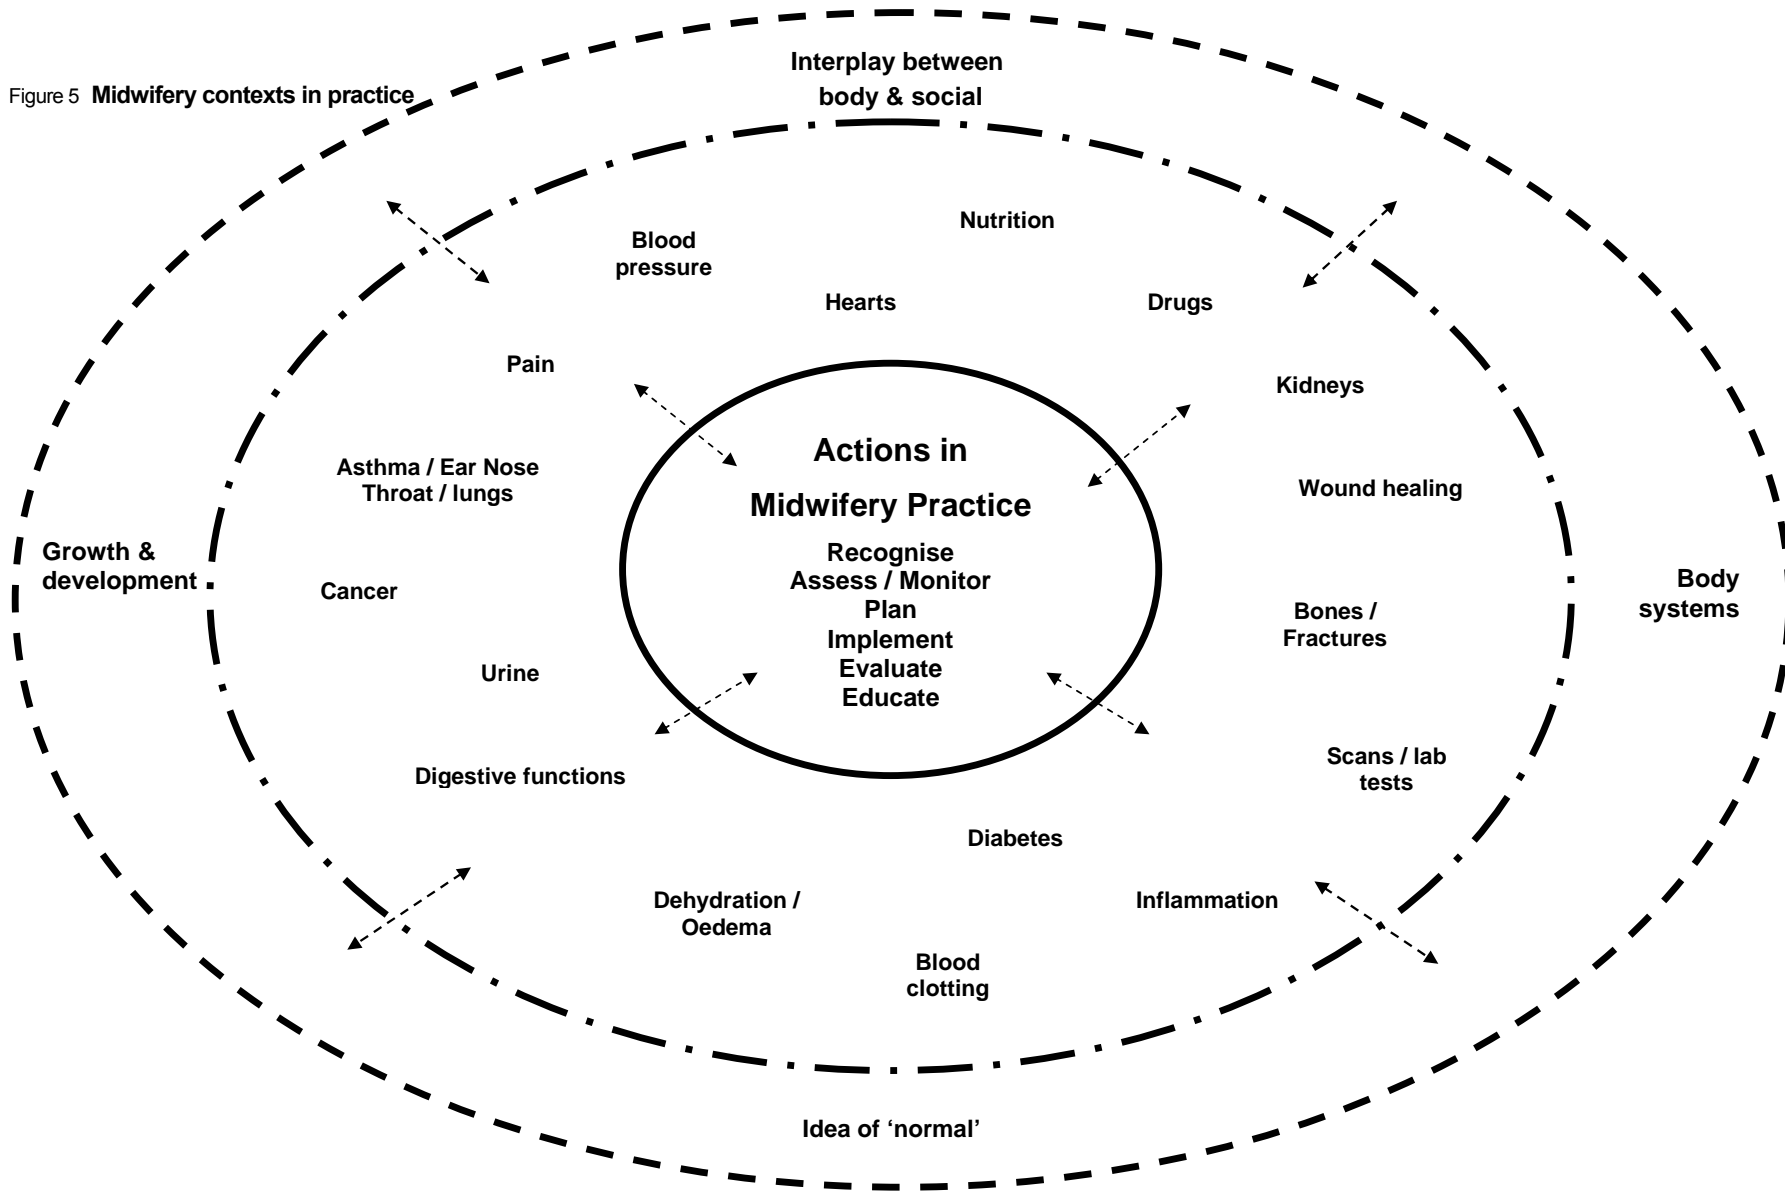 Interplay between
body & social
Figure 5 Midwifery contexts in practice
Nutrition
Blood
pressure
Hearts
Drugs
Pain
Kidneys
Actions in
Midwifery Practice
Recognise
Assess / Monitor
Plan
Implement
Evaluate
Educate
Asthma / Ear Nose
Throat / lungs
Wound healing
Growth &
development
Cancer
Body
systems
Bones /
Fractures
Urine
Digestive functions
Scans / lab
tests
Diabetes
Dehydration /
Oedema
Inflammation
Blood
clotting
Idea of ‘normal’